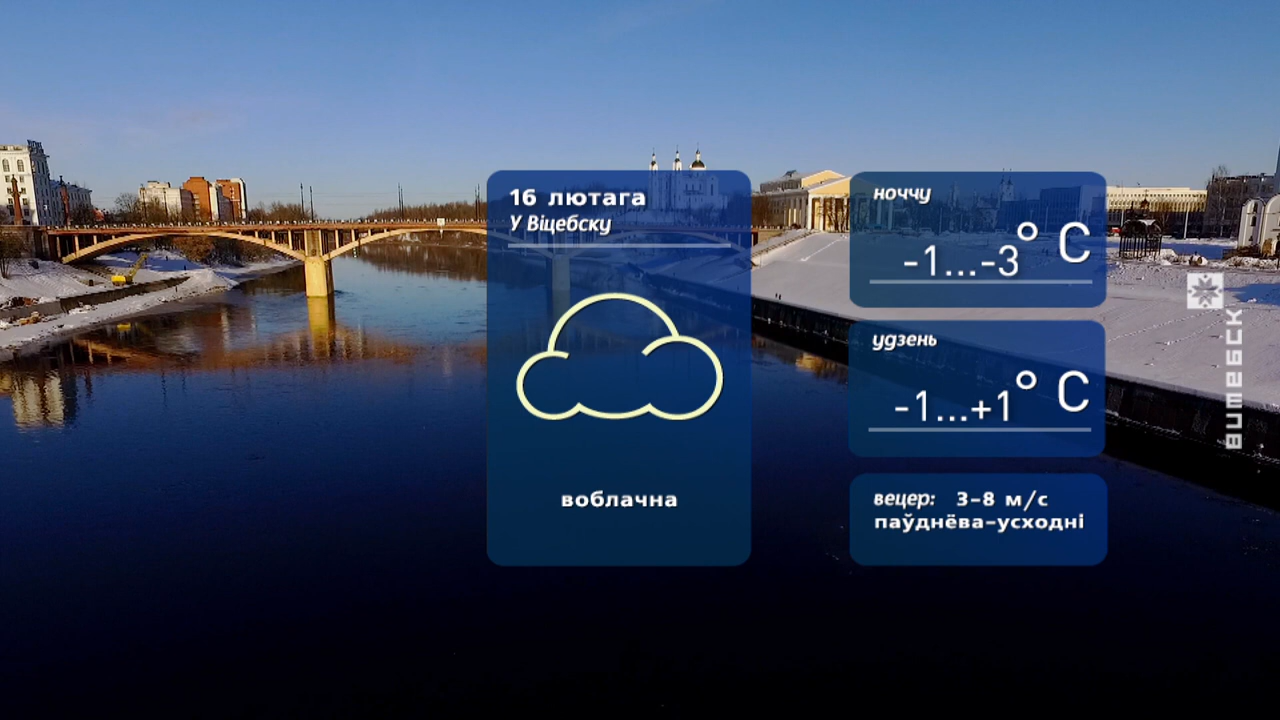 16 лютага
У Віцебску
воблачна
ноччу
-1...-3° C
удзень
-1...+1° C
вецер: 3-8 м/с
паўднёва-усходні
витебск